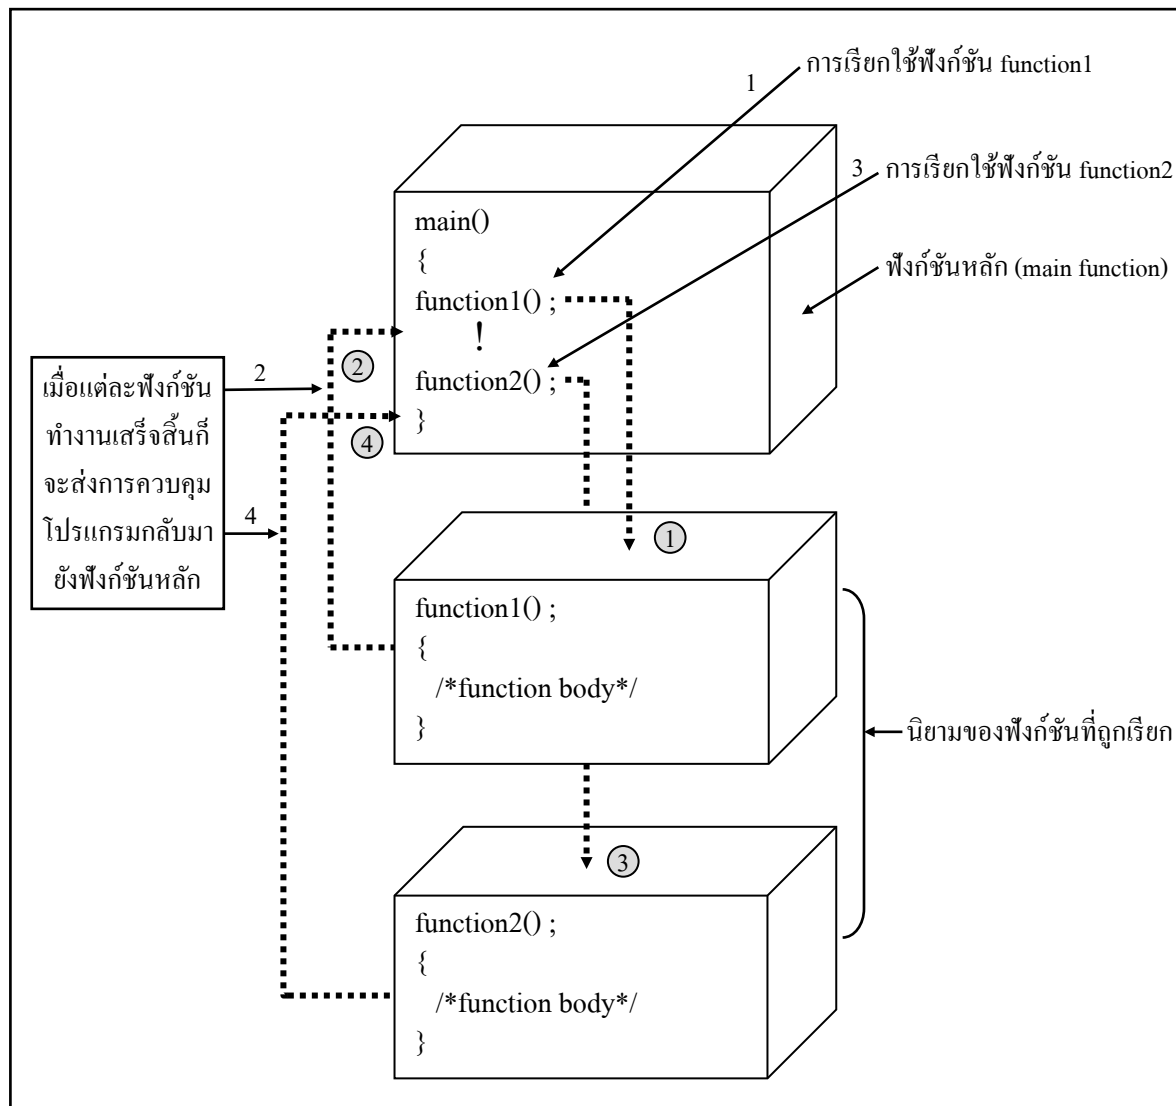 1
การเรียกใช้ฟังก์ชัน function1
3
การเรียกใช้ฟังก์ชัน function2
ฟังก์ชันหลัก (main function)
main()
{
function1() ;
!
function2() ;
}
2
4
เมื่อแต่ละฟังก์ชัน
ทำงานเสร็จสิ้นก็
จะส่งการควบคุม
โปรแกรมกลับมา
ยังฟังก์ชันหลัก
2
4
1
function1() ;
{
/*function body*/
}
นิยามของฟังก์ชันที่ถูกเรียก
3
function2() ;
{
/*function body*/
}